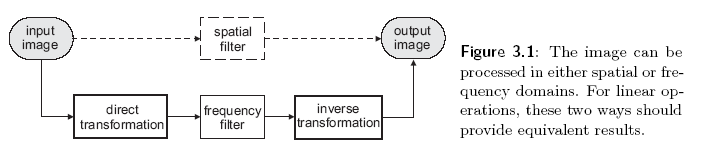 input
image
spatial
filter
output
image
direct
transformation
frequency
filter
inverse
transformation
Figure 3.1: The image can be
processed in either spatial or fre-
quency domains. For linear op-
erations, these two ways should
provide equivalent results.